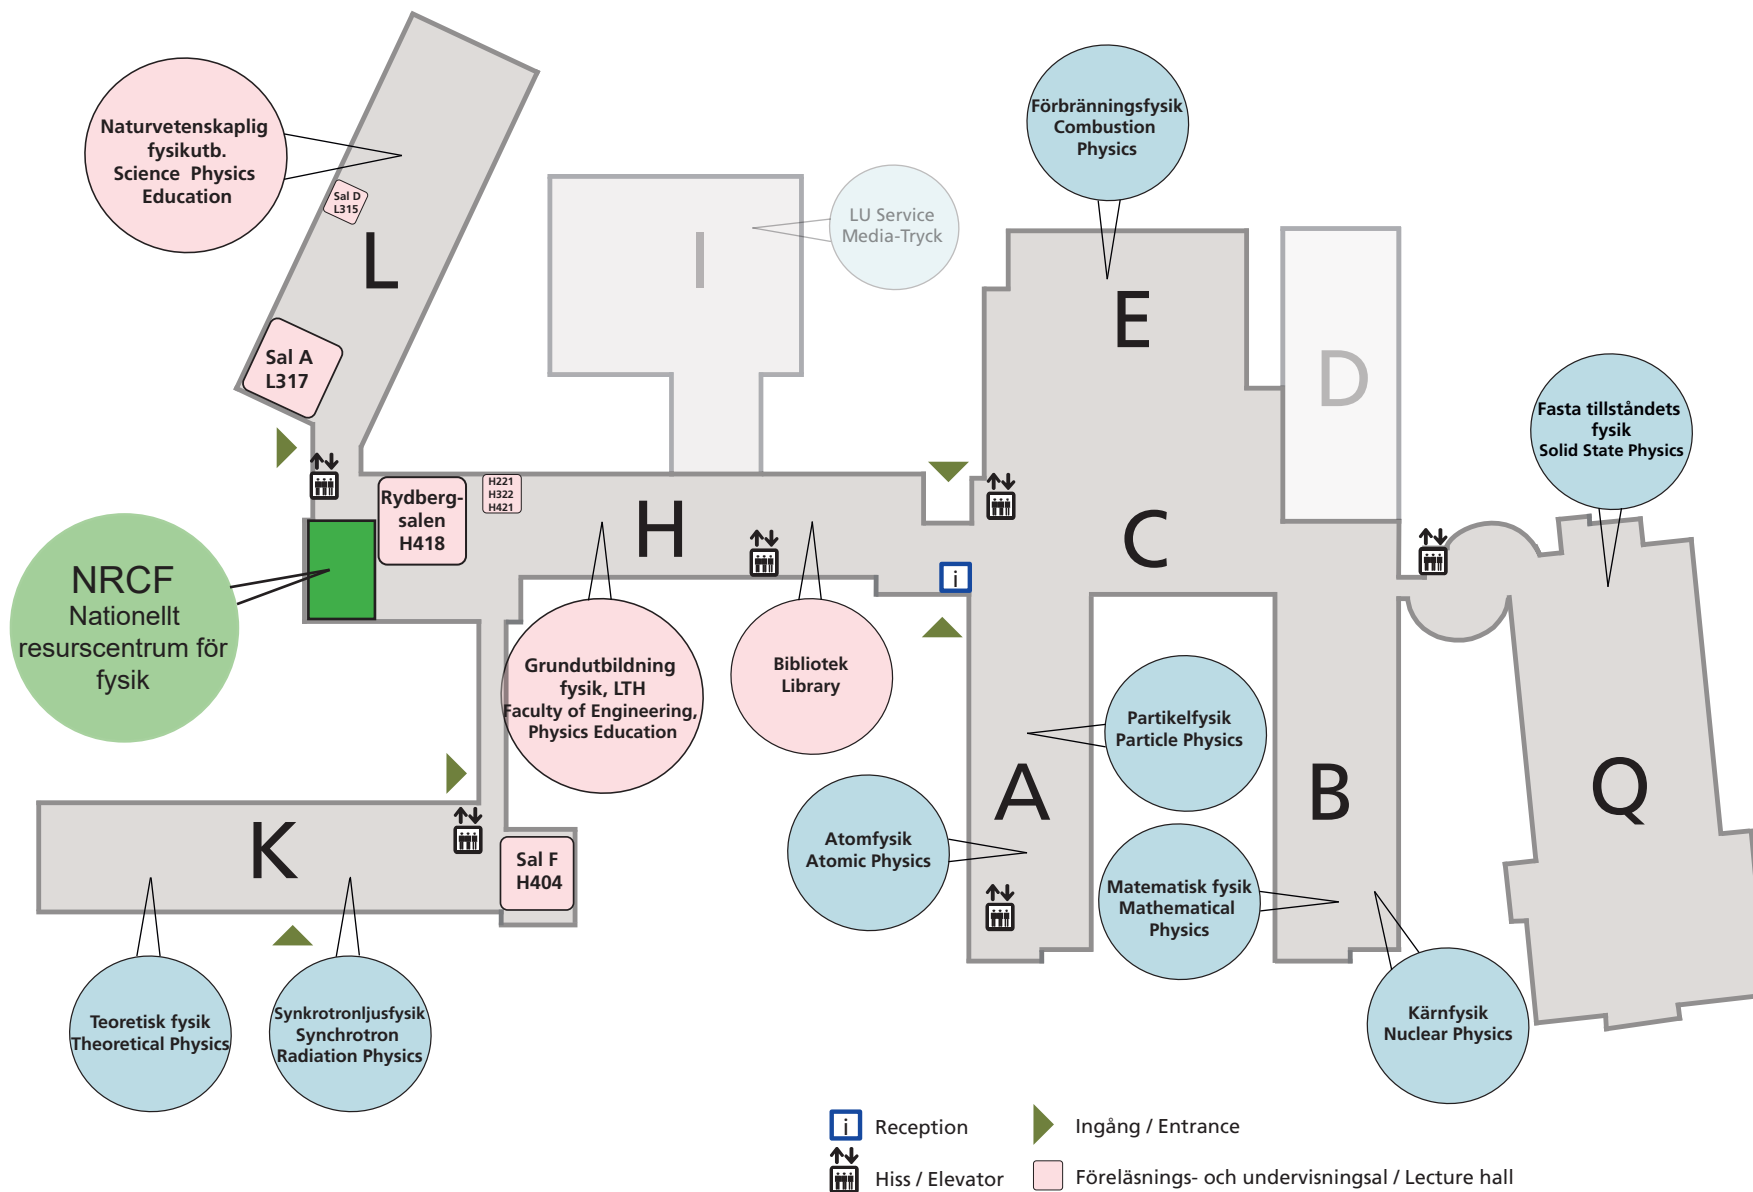 Naturvetenskaplig
fysikutb.
Science Physics
Education
Sal D
L315
L
Sal A
L317
I
LU Service
Media-Tryck
Förbränningsfysik
Combustion
Physics
E
D
Fasta tillståndets
fysik
Solid State Physics
Rydberg-
salen
H418
H221
H322
H421
H
C
i
NRCF
Nationellt
resurscentrum för
fysik
Grundutbildning
fysik, LTH
Faculty of Engineering,
Physics Education
Bibliotek
Library
Partikelfysik
Particle Physics
A
B
Q
K
Sal F
H404
Atomfysik
Atomic Physics
Matematisk fysik
Mathematical
Physics
Teoretisk fysik
Theoretical Physics
Synkrotronljusfysik
Synchrotron
Radiation Physics
Kärnfysik
Nuclear Physics
i Reception
Ingång / Entrance
Hiss / Elevator
Föreläsnings- och undervisningsal / Lecture hall